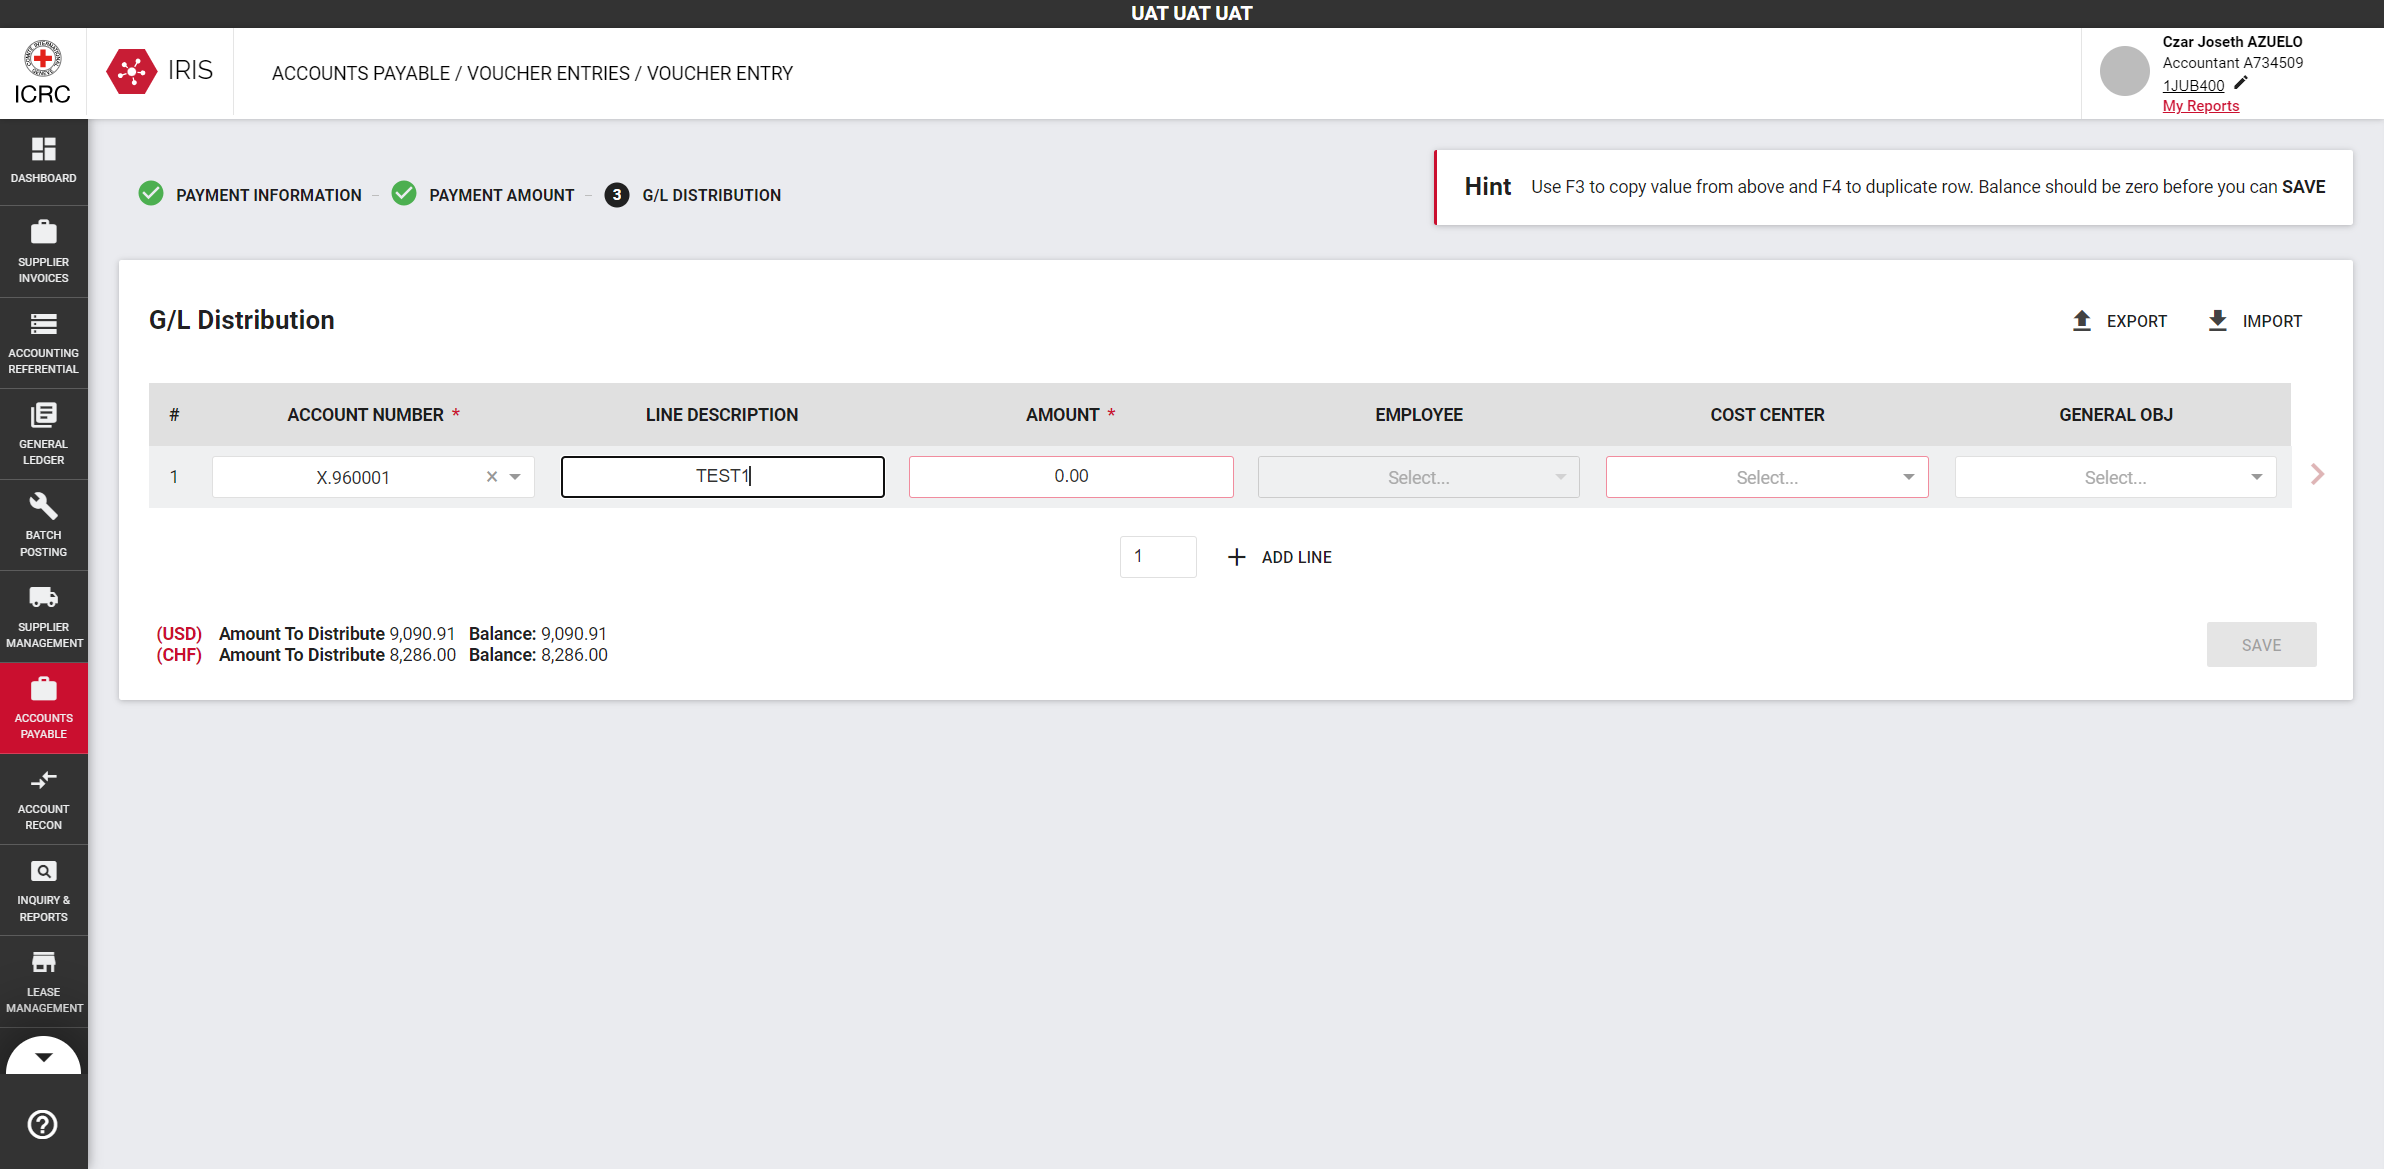 UAT UAT UAT
ICRC
IRIS
ACCOUNTS PAYABLE / VOUCHER ENTRIES / VOUCHER ENTRY
Czar Joseth AZUELO
Accountant A734509
1JUB400
My Reports
DASHBOARD
SUPPLIER
INVOICES
ACCOUNTING
REFERENTIAL
GENERAL
LEDGER
BATCH
POSTING
SUPPLIER
MANAGEMENT
ACCOUNTS
PAYABLE
ACCOUNT
RECON
INQUIRY &
REPORTS
LEASE
MANAGEMENT
PAYMENT INFORMATION – PAYMENT AMOUNT – 3 G/L DISTRIBUTION
Hint Use F3 to copy value from above and F4 to duplicate row. Balance should be zero before you can SAVE
G/L Distribution
EXPORT
IMPORT
# ACCOUNT NUMBER * LINE DESCRIPTION AMOUNT * EMPLOYEE COST CENTER GENERAL OBJ
1 X.960001 × TEST1 0.00 Select... Select... Select...
1 + ADD LINE
(USD) Amount To Distribute 9,090.91 Balance: 9,090.91
(CHF) Amount To Distribute 8,286.00 Balance: 8,286.00
SAVE